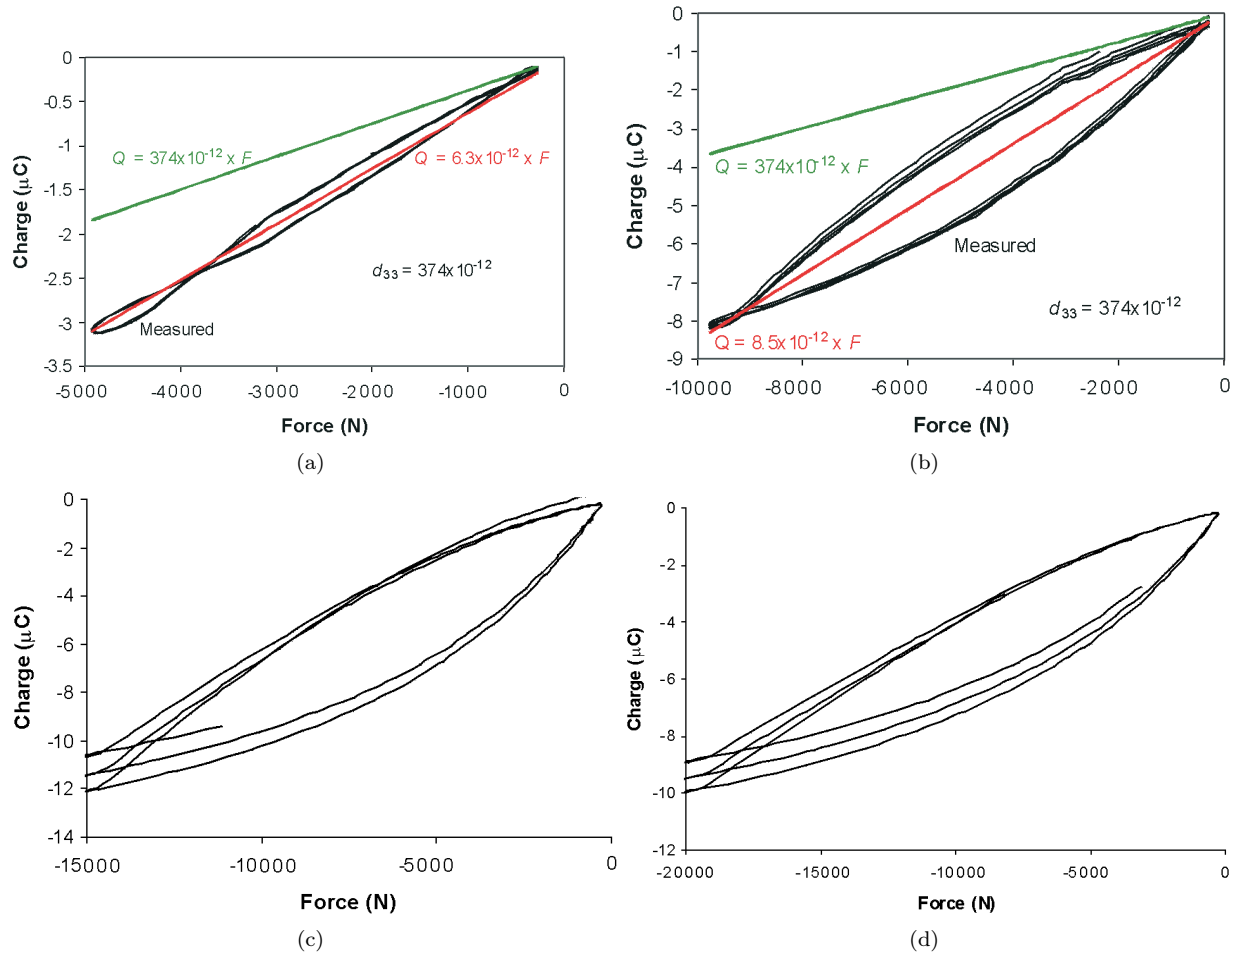 0
-0.5
-1
-1.5
-2
-2.5
-3
-3.5
Charge (μC)
Q = 374x10-12 x F
Q = 6.3x10-12 x F
d33 = 374x10-12
Measured
-5000 -4000 -3000 -2000 -1000 0
Force (N)
(a)
0
-1
-2
-3
-4
-5
-6
-7
-8
-9
Charge (μC)
Q = 374x10-12 x F
Measured
d33 = 374x10-12
Q = 8.5x10-12 x F
-10000 -8000 -6000 -4000 -2000 0
Force (N)
(b)
0
-2
-4
-6
-8
-10
-12
-14
Charge (μC)
-15000 -10000 -5000 0
Force (N)
(c)
0
-2
-4
-6
-8
-10
-12
Charge (μC)
-20000 -15000 -10000 -5000 0
Force (N)
(d)